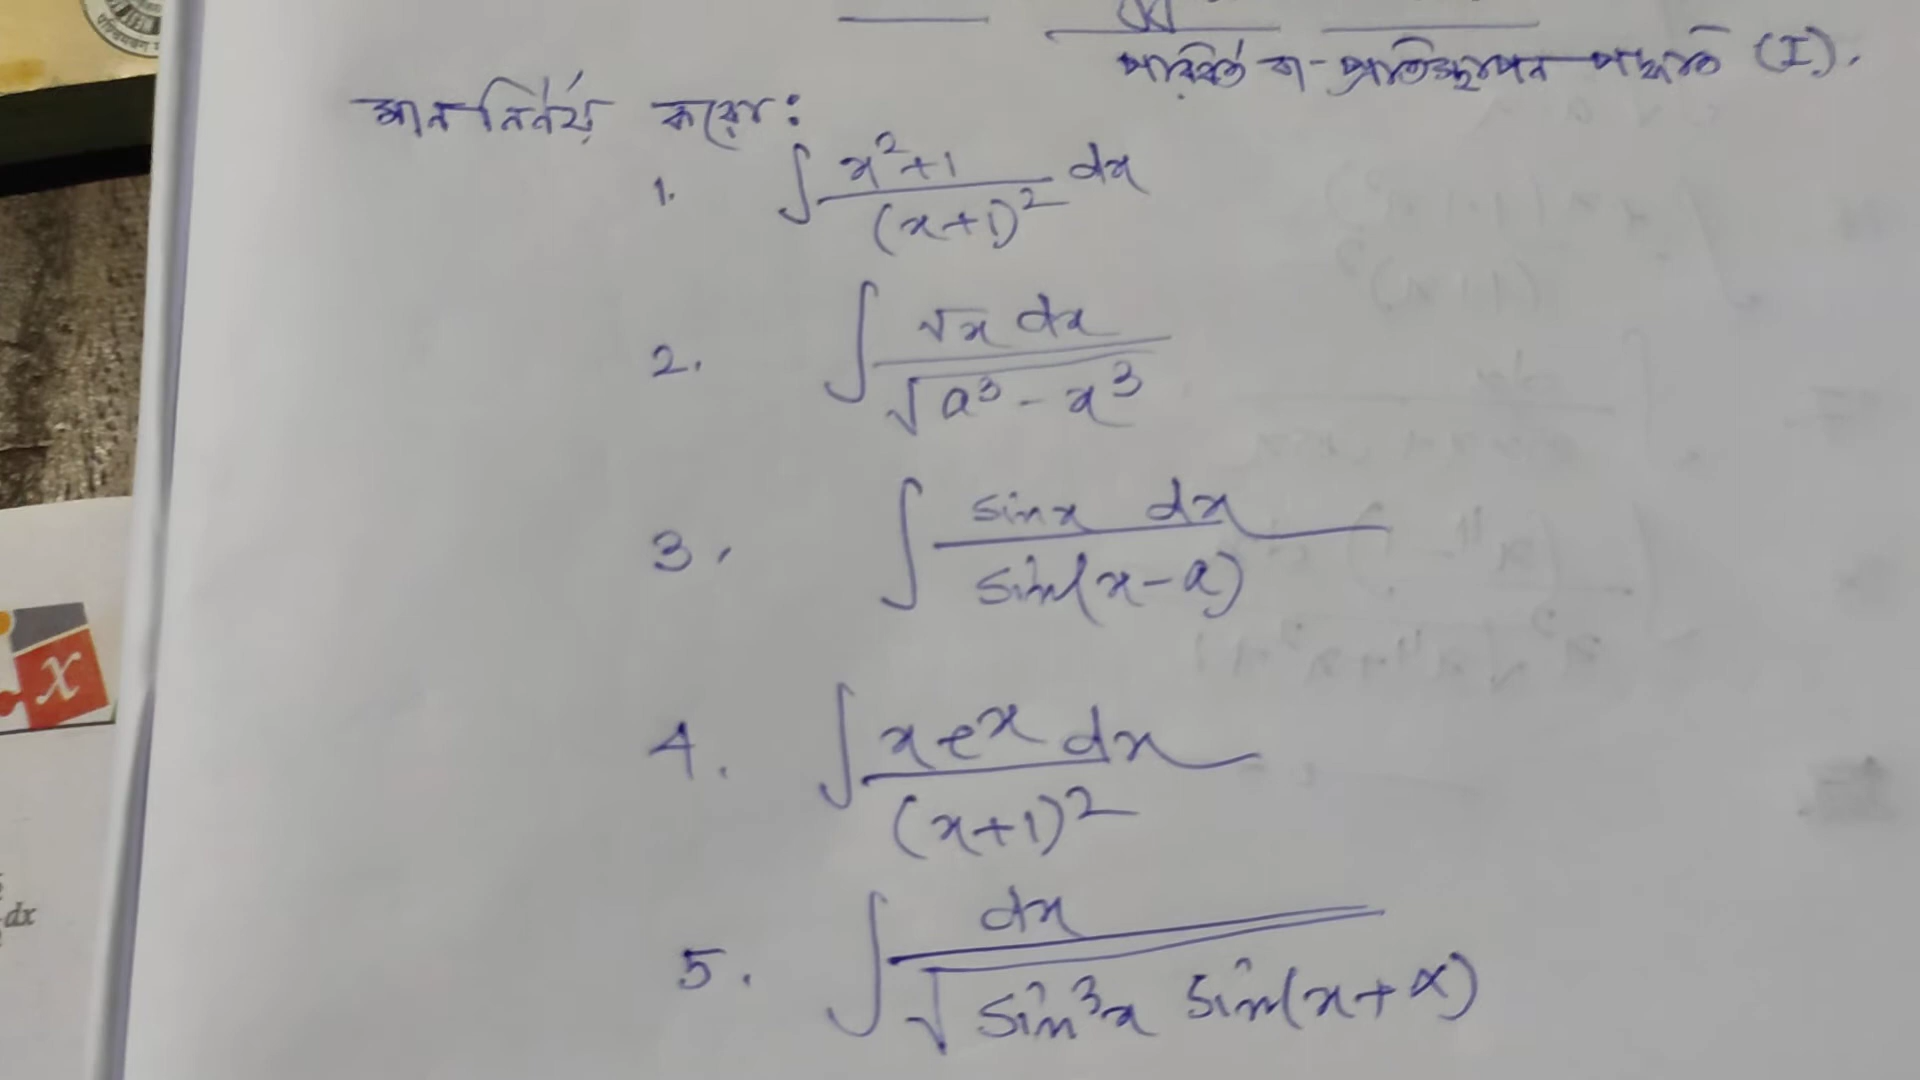 পরিবর্ত বা প্রতিস্থাপন পদ্ধতি (I).
মান নির্ণয় করো:
1. ∫ x²+1 / (x+1)² dx
2. ∫ √x dx / √a³ - x³
3. ∫ sinx dx / sin(x-a)
4. ∫ xeˣ dx / (x+1)²
5. ∫ dx / √sin³x sin(x+α)
x
dx